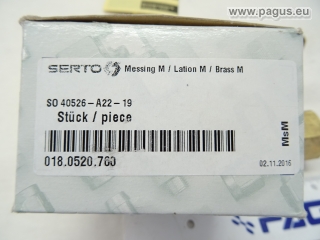 © www.pagus.eu
SERTO Messing M / Lation M / Brass M
SO 40526-A22-19
Stück / piece
MsM
018.0520.760
02.11.2016